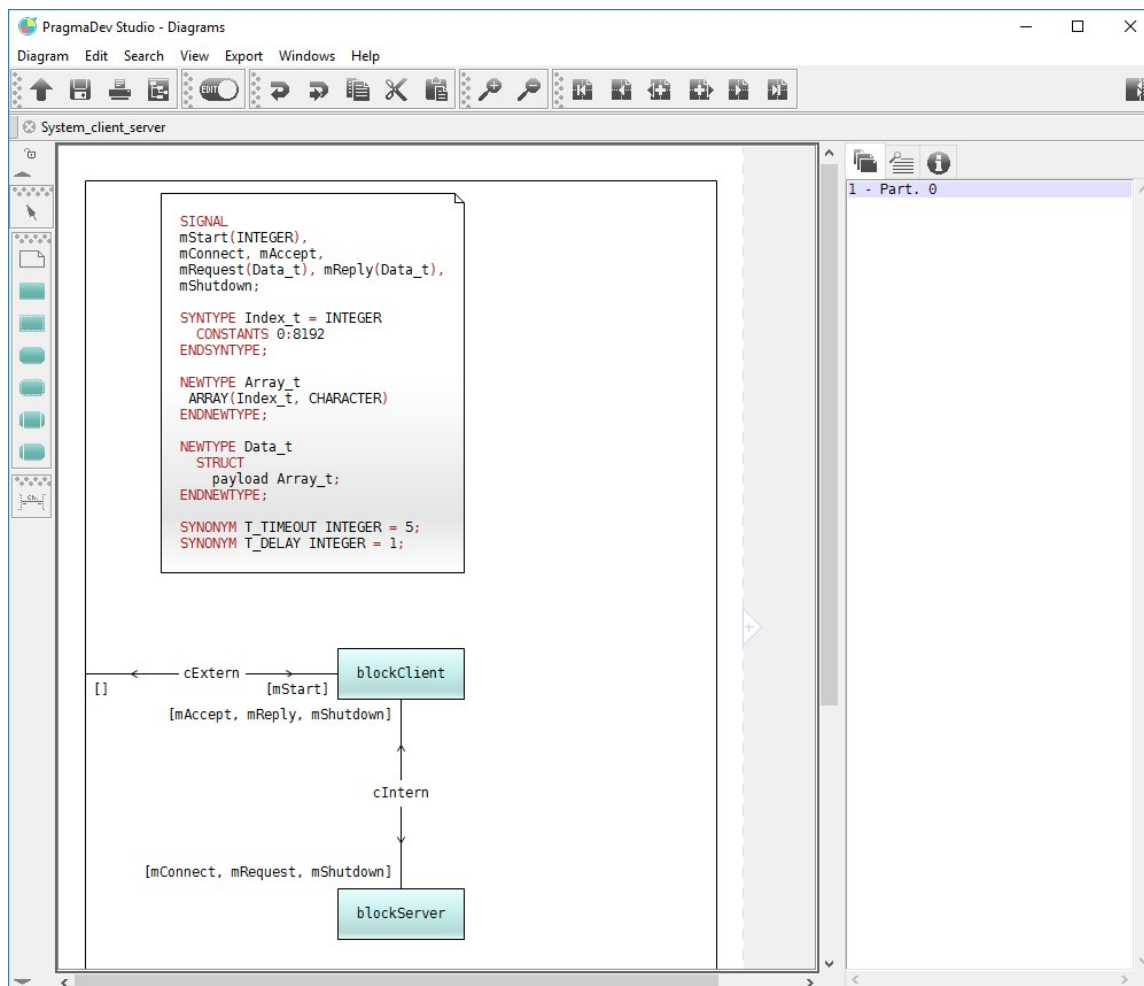 PragmaDev Studio - Diagrams
Diagram Edit Search View Export Windows Help
EDIT
System_client_server
1 - Part. 0
SIGNAL
mStart(INTEGER),
mConnect, mAccept,
mRequest(Data_t), mReply(Data_t),
mShutdown;
SYNTYPE Index_t = INTEGER
CONSTANTS 0:8192
ENDSYNTYPE;
NEWTYPE Array_t
ARRAY(Index_t, CHARACTER)
ENDNEWTYPE;
NEWTYPE Data_t
STRUCT
payload Array_t;
ENDNEWTYPE;
SYNONYM T_TIMEOUT INTEGER = 5;
SYNONYM T_DELAY INTEGER = 1;
Ch.
cExtern
blockClient
[]
[mStart]
[mAccept, mReply, mShutdown]
cIntern
[mConnect, mRequest, mShutdown]
blockServer